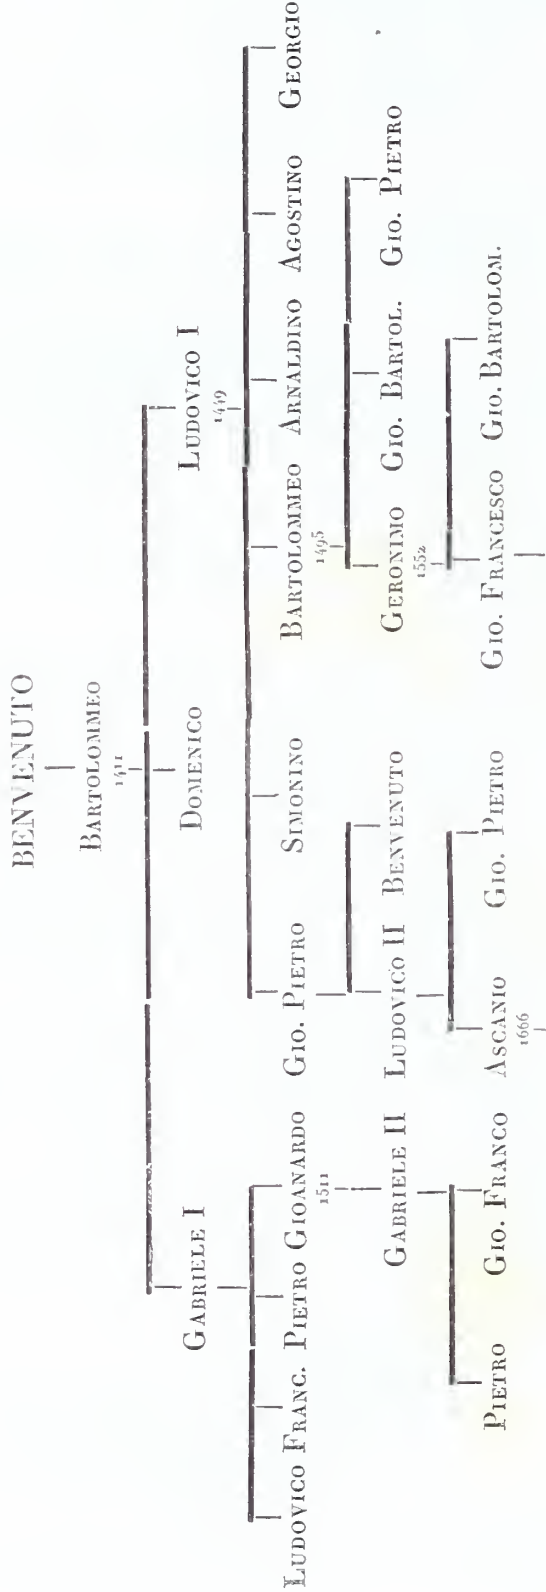 BENVENUTO
BARTOLOMMEO
1411
GABRIELE I DOMENICO LUDOVICO I
1449
LUDOVICO FRANC. PIETRO GIOANARDO GIO. PIETRO SIMONINO BARTOLOMMEO ARNALDINO AGOSTINO GEORGIO
1511 1495
GABRIELE II LUDOVICO II BENVENUTO GERONIMO GIO. BARTOL. GIO. PIETRO
1552
PIETRO GIO. FRANCO ASCANIO GIO. PIETRO GIO. FRANCESCO GIO. BARTOLOM.
1666